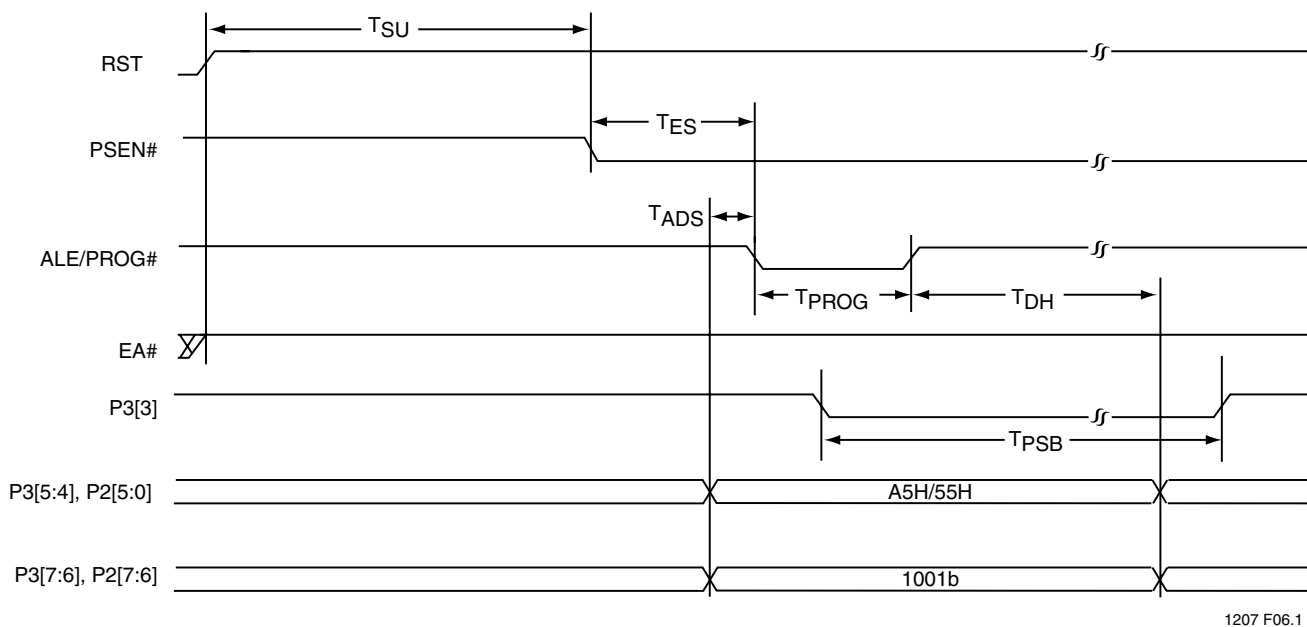 TSU
RST
TES
PSEN#
TADS
ALE/PROG#
TPROG
TDH
EA#
P3[3]
TPSB
P3[5:4], P2[5:0]
A5H/55H
P3[7:6], P2[7:6]
1001b
1207 F06.1